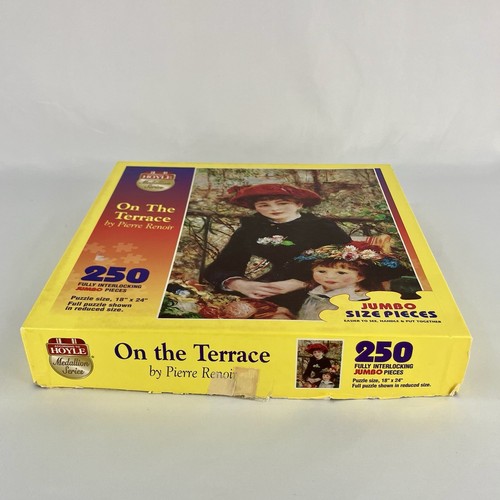 HOYLE
On The
Terrace
by Pierre Renoir
250
FULLY INTERLOCKING
JUMBO PIECES
Puzzle size, 18" x 24"
Full puzzle shown
in reduced size.
JUMBO
SIZE PIECES
EASIER TO SEE, HANDLE & PUT TOGETHER
HOYLE
Medallion
Series
On the Terrace
by Pierre Renoir
250
FULLY INTERLOCKING
JUMBO PIECES
Puzzle size, 18" x 24"
Full puzzle shown in reduced size.